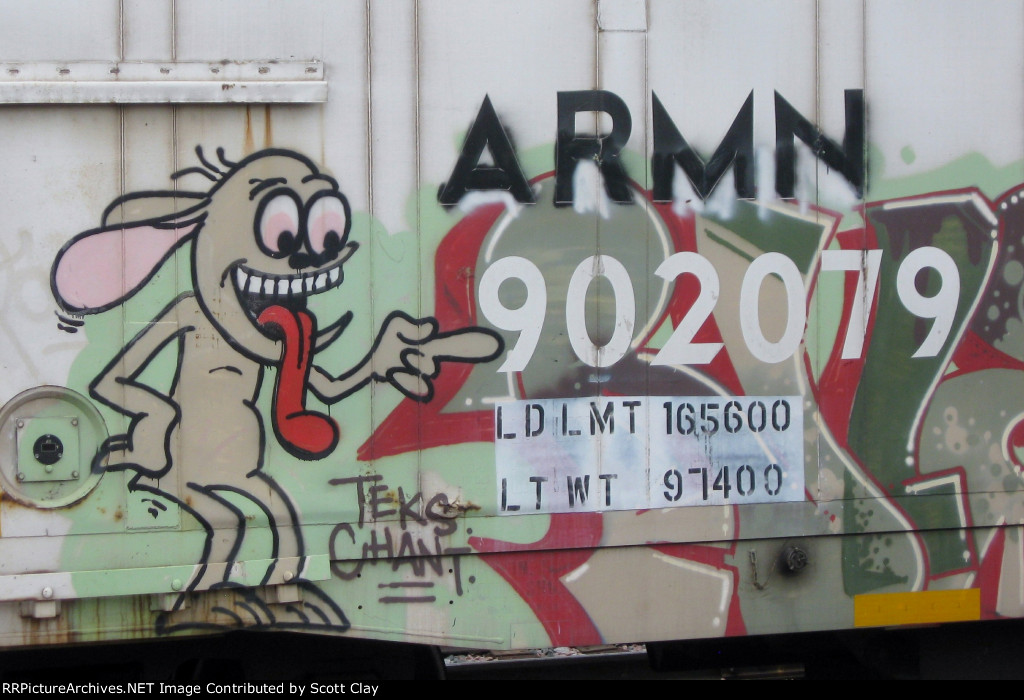 ARMN
902079
LD LMT 165600
LT WT 97400
TEKS
CHANT.
RRPictureArchives.NET Image Contributed by Scott Clay